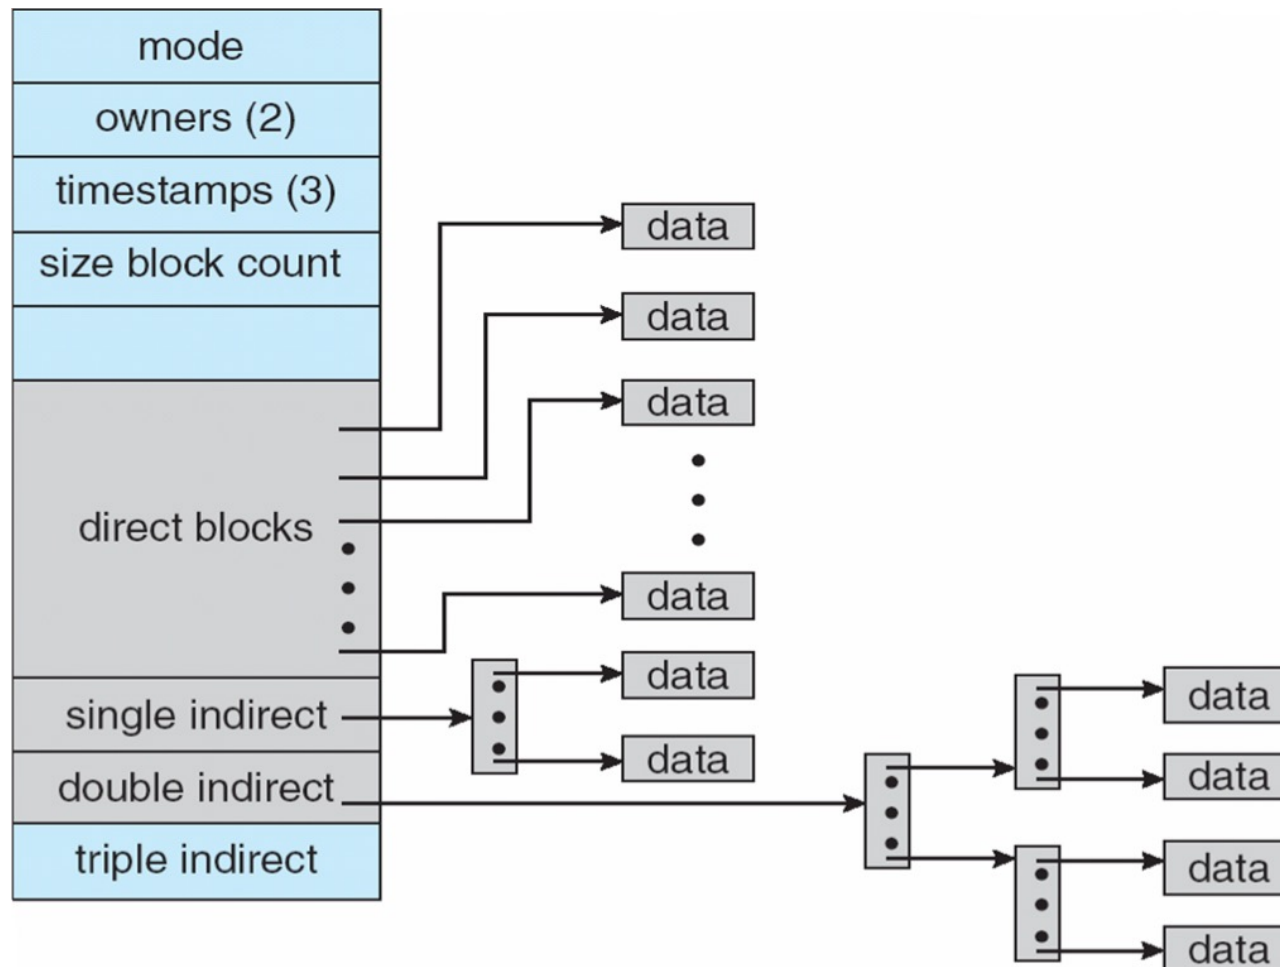 mode
owners (2)
timestamps (3)
size block count
direct blocks
single indirect
double indirect
triple indirect
data
data
data
data
data
data
data
data
data
data